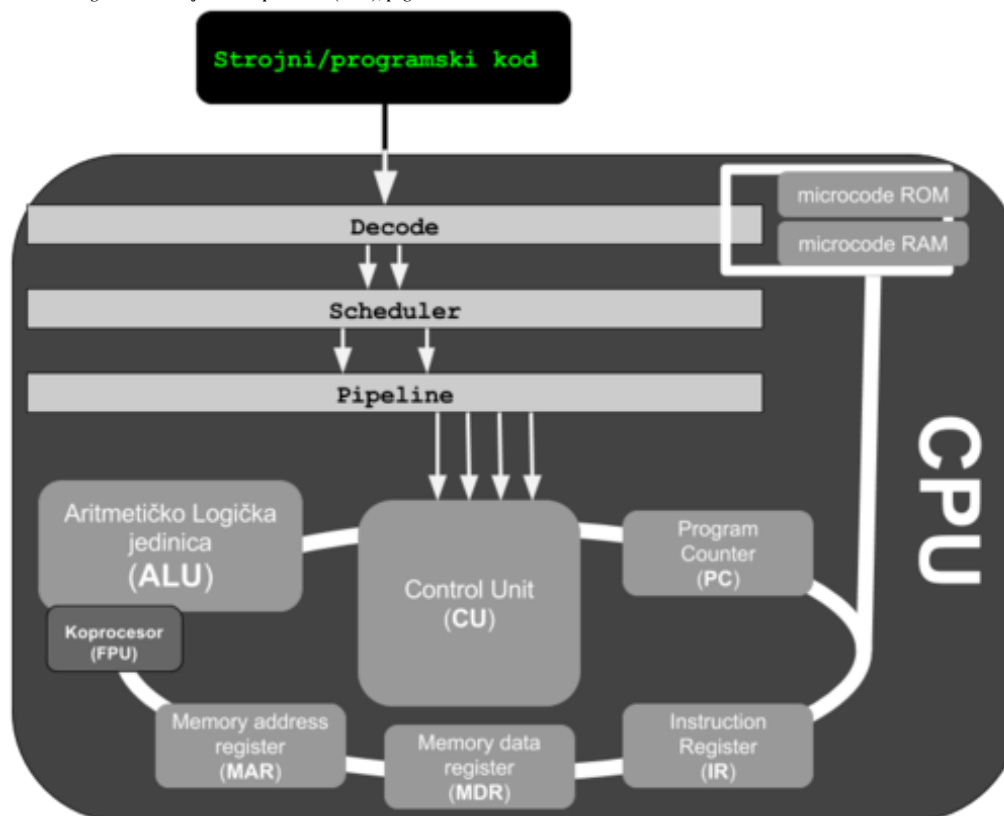 Strojni/programski kod
microcode ROM
microcode RAM
Decode
Scheduler
Pipeline
CPU
Aritmetičko Logička
jedinica
(ALU)
Koprocesor
(FPU)
Control Unit
(CU)
Program
Counter
(PC)
Memory address
register
(MAR)
Memory data
register
(MDR)
Instruction
Register
(IR)